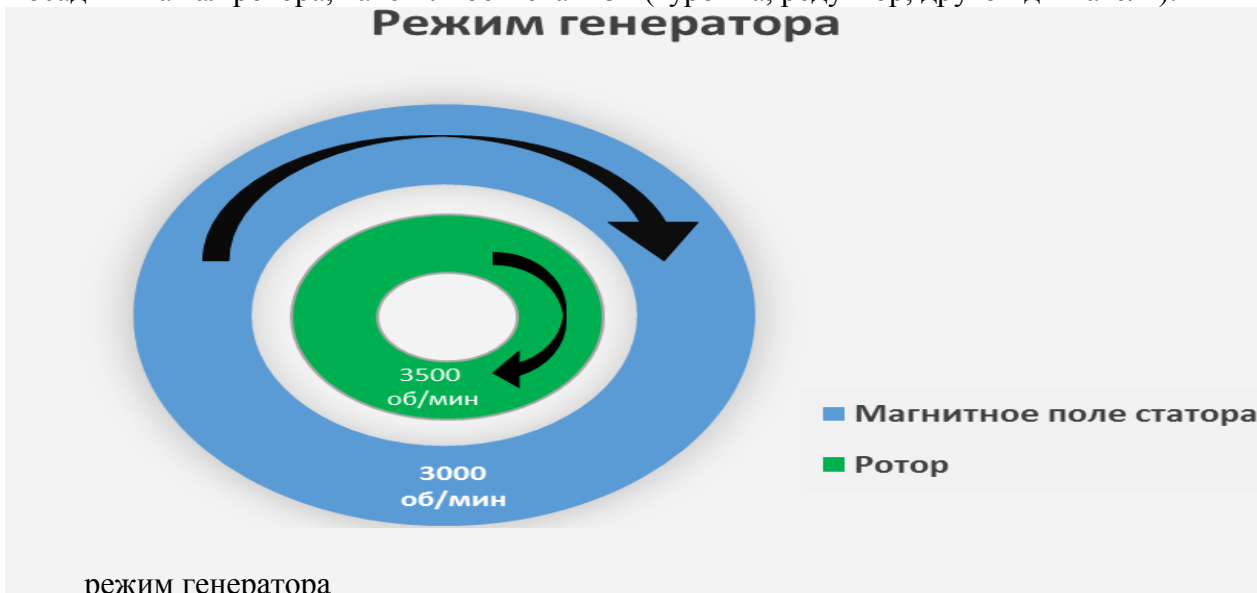 Режим генератора
3500
об/мин
3000
об/мин
Магнитное поле статора
Ротор
режим генератора